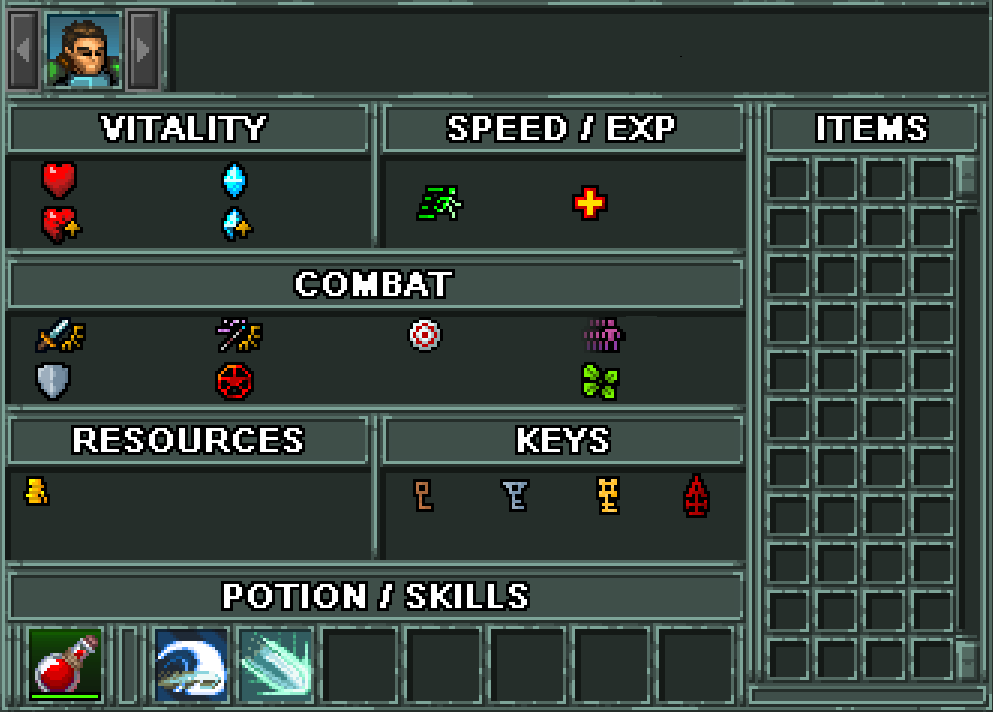 VITALITY
SPEED / EXP
ITEMS
COMBAT
RESOURCES
KEYS
POTION / SKILLS